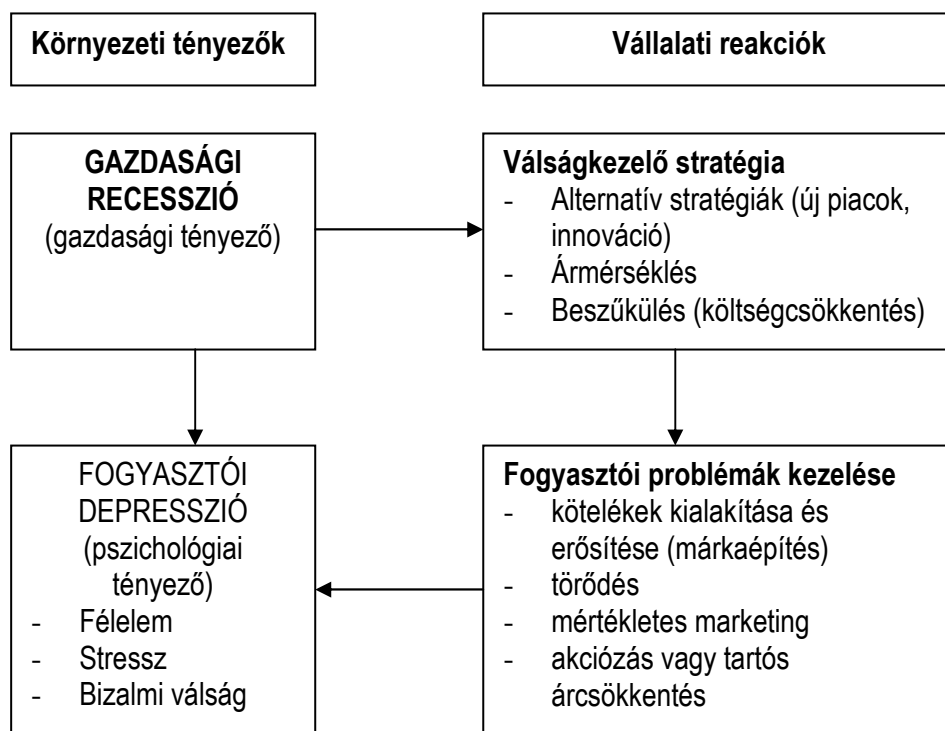 Környezeti tényezők
Vállalati reakciók
GAZDASÁGI
RECESSZIÓ
(gazdasági tényező)
Válságkezelő stratégia
- Alternatív stratégiák (új piacok,
innováció)
- Ármérséklés
- Beszűkülés (költségcsökkentés)
FOGYASZTÓI
DEPRESSZIÓ
(pszichológiai
tényező)
- Félelem
- Stressz
- Bizalmi válság
Fogyasztói problémák kezelése
- kötelékek kialakítása és
erősítése (márkaépítés)
- törődés
- mértékletes marketing
- akciózás vagy tartós
árcsökkentés